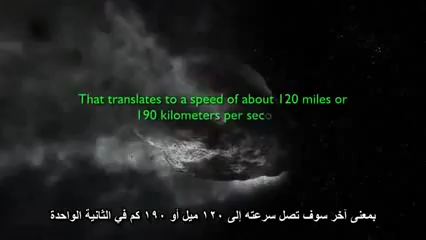 That translates to a speed of about 120 miles or
190 kilometers per seco
بمعنى آخر سوف تصل سرعته إلى ١٢٠ ميل أو ١٩٠ كم في الثانية الواحدة